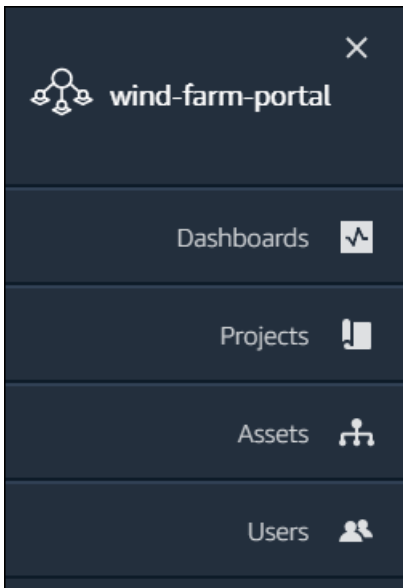 wind-farm-portal
Dashboards
Projects
Assets
Users